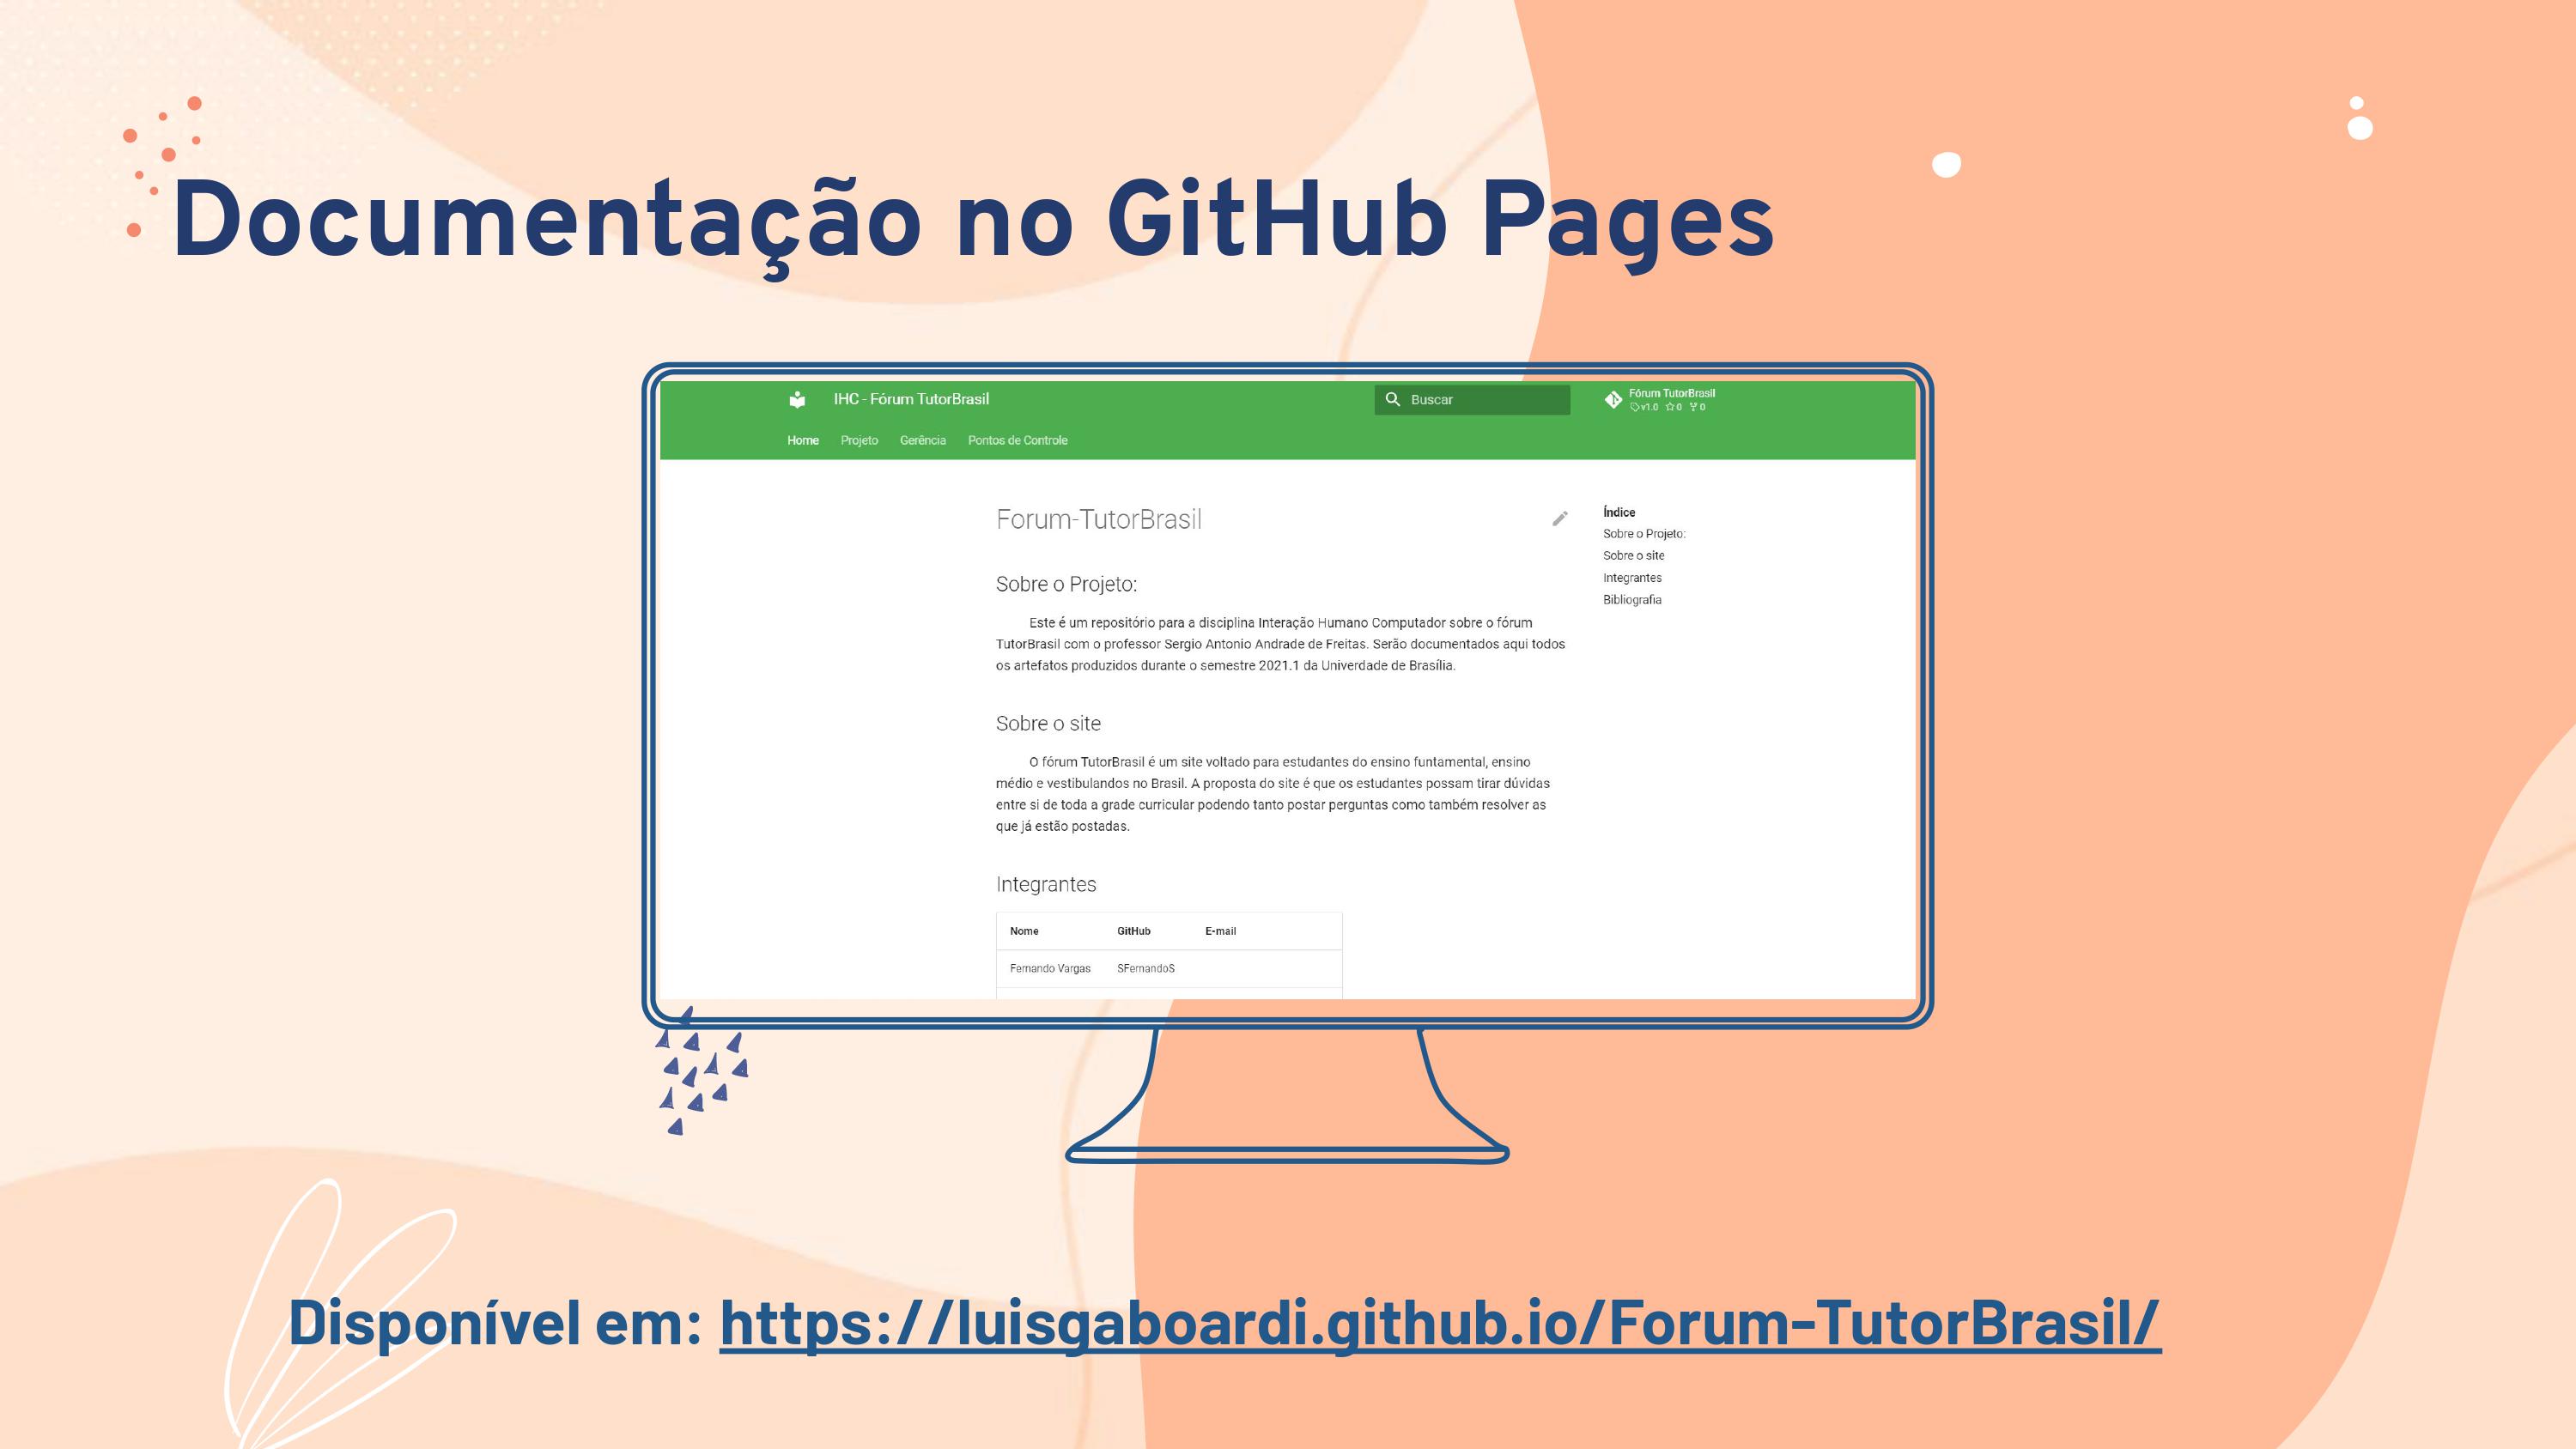 Documentação no GitHub Pages
IHC - Fórum TutorBrasil
Buscar
Fórum TutorBrasil
v1.0 0 0
Home Projeto Gerência Pontos de Controle
Forum-TutorBrasil
Índice
Sobre o Projeto:
Sobre o site
Integrantes
Bibliografia
Sobre o Projeto:
Este é um repositório para a disciplina Interação Humano Computador sobre o fórum
TutorBrasil com o professor Sergio Antonio Andrade de Freitas. Serão documentados aqui todos
os artefatos produzidos durante o semestre 2021.1 da Univerdade de Brasília.
Sobre o site
O fórum TutorBrasil é um site voltado para estudantes do ensino funtamental, ensino
médio e vestibulandos no Brasil. A proposta do site é que os estudantes possam tirar dúvidas
entre si de toda a grade curricular podendo tanto postar perguntas como também resolver as
que já estão postadas.
Integrantes
Nome GitHub E-mail
Fernando Vargas SFernandoS
Disponível em: https://luisgaboardi.github.io/Forum-TutorBrasil/